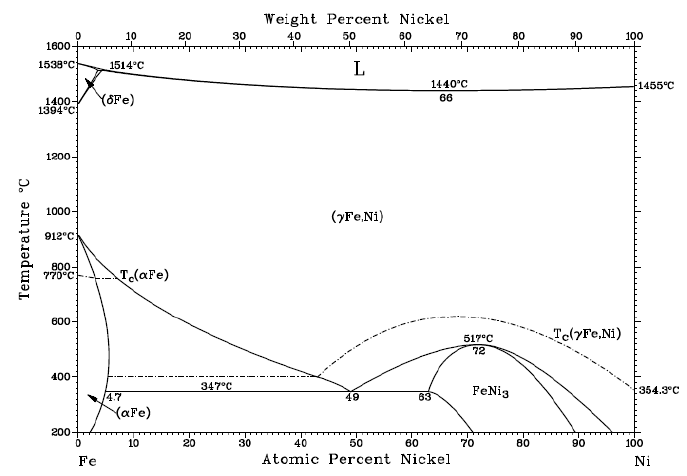 Weight Percent Nickel
0 10 20 30 40 50 60 70 80 90 100
1600
1538°C
1514°C
L
1440°C
66
1455°C
1400
1394°C
(δFe)
1200
Temperature °C
1000
(γFe,Ni)
912°C
800
770°C
Tc(αFe)
600
517°C
72
Tc(γFe,Ni)
400
347°C
FeNi3
354.3°C
4.7
49
63
(αFe)
200
0 10 20 30 40 50 60 70 80 90 100
Fe
Atomic Percent Nickel
Ni